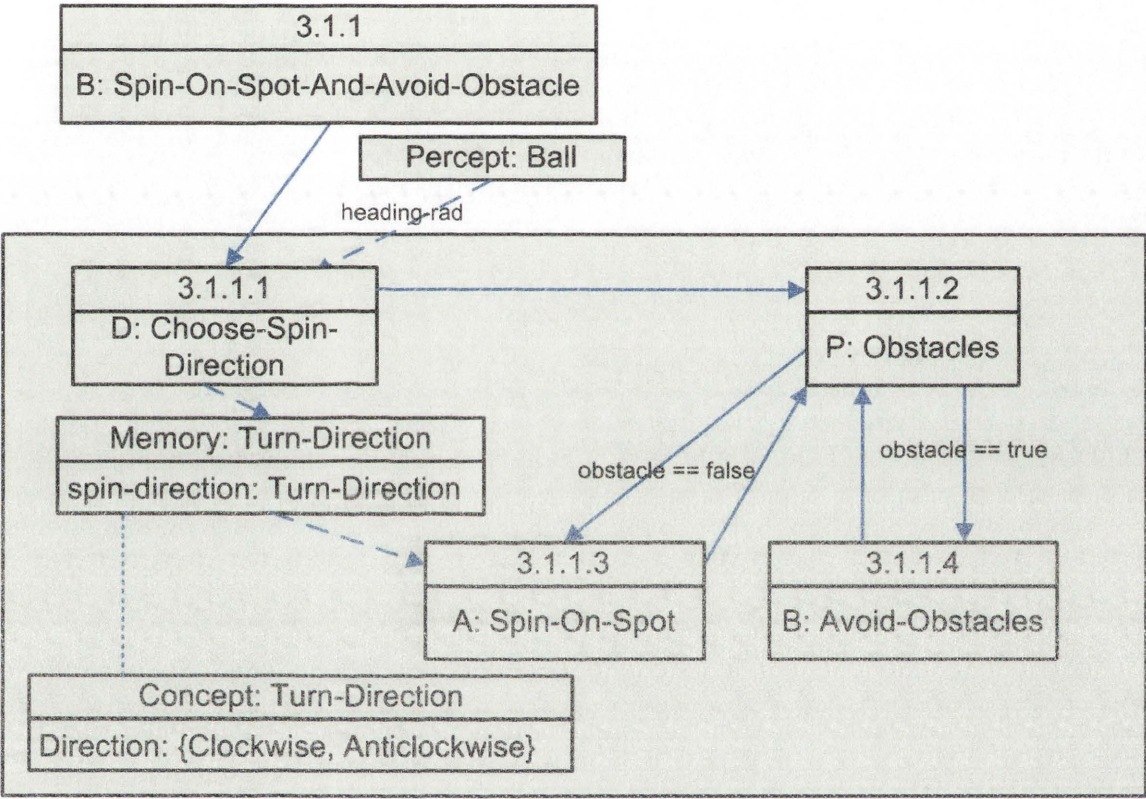 3.1.1
B: Spin-On-Spot-And-Avoid-Obstacle
Percept: Ball
heading-rad
3.1.1.1
D: Choose-Spin-
Direction
3.1.1.2
P: Obstacles
Memory: Turn-Direction
spin-direction: Turn-Direction
obstacle == false
obstacle == true
3.1.1.3
A: Spin-On-Spot
3.1.1.4
B: Avoid-Obstacles
Concept: Turn-Direction
Direction: {Clockwise, Anticlockwise}